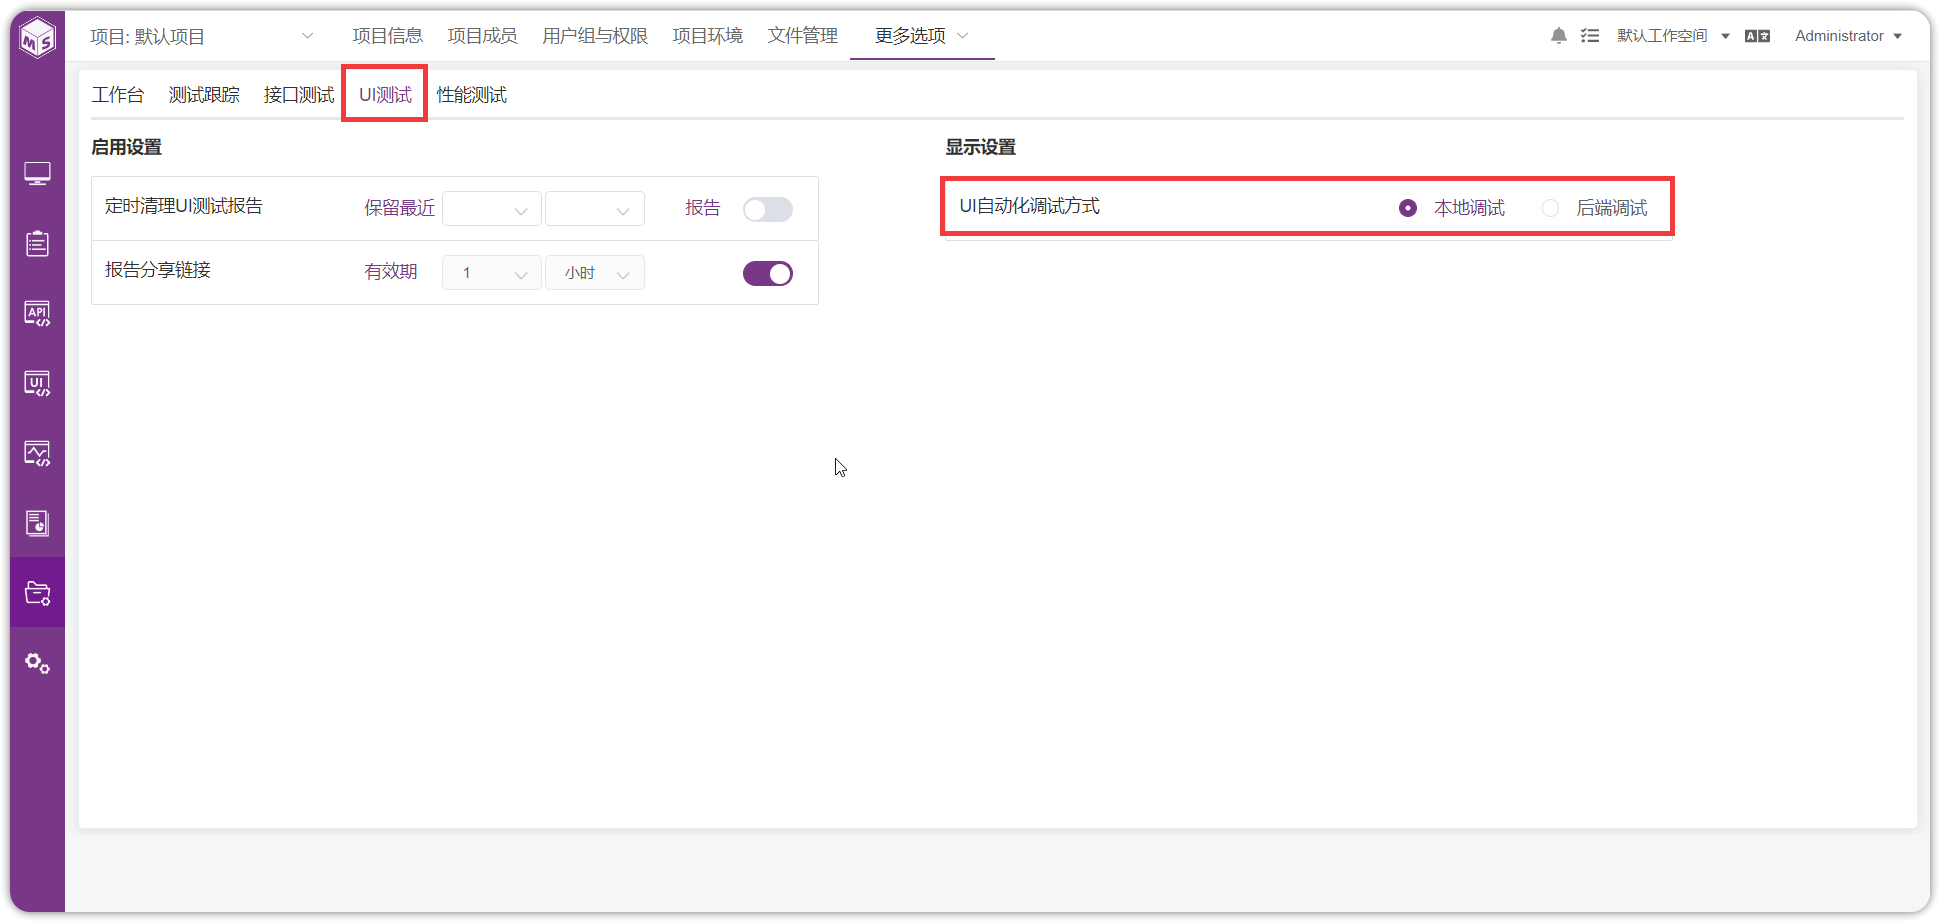 MS
项目: 默认项目
项目信息
项目成员
用户组与权限
项目环境
文件管理
更多选项
默认工作空间
Administrator
工作台
测试跟踪
接口测试
UI测试
性能测试
启用设置
显示设置
定时清理UI测试报告
保留最近
报告
UI自动化调试方式
本地调试
后端调试
报告分享链接
有效期
1
小时
API
UI